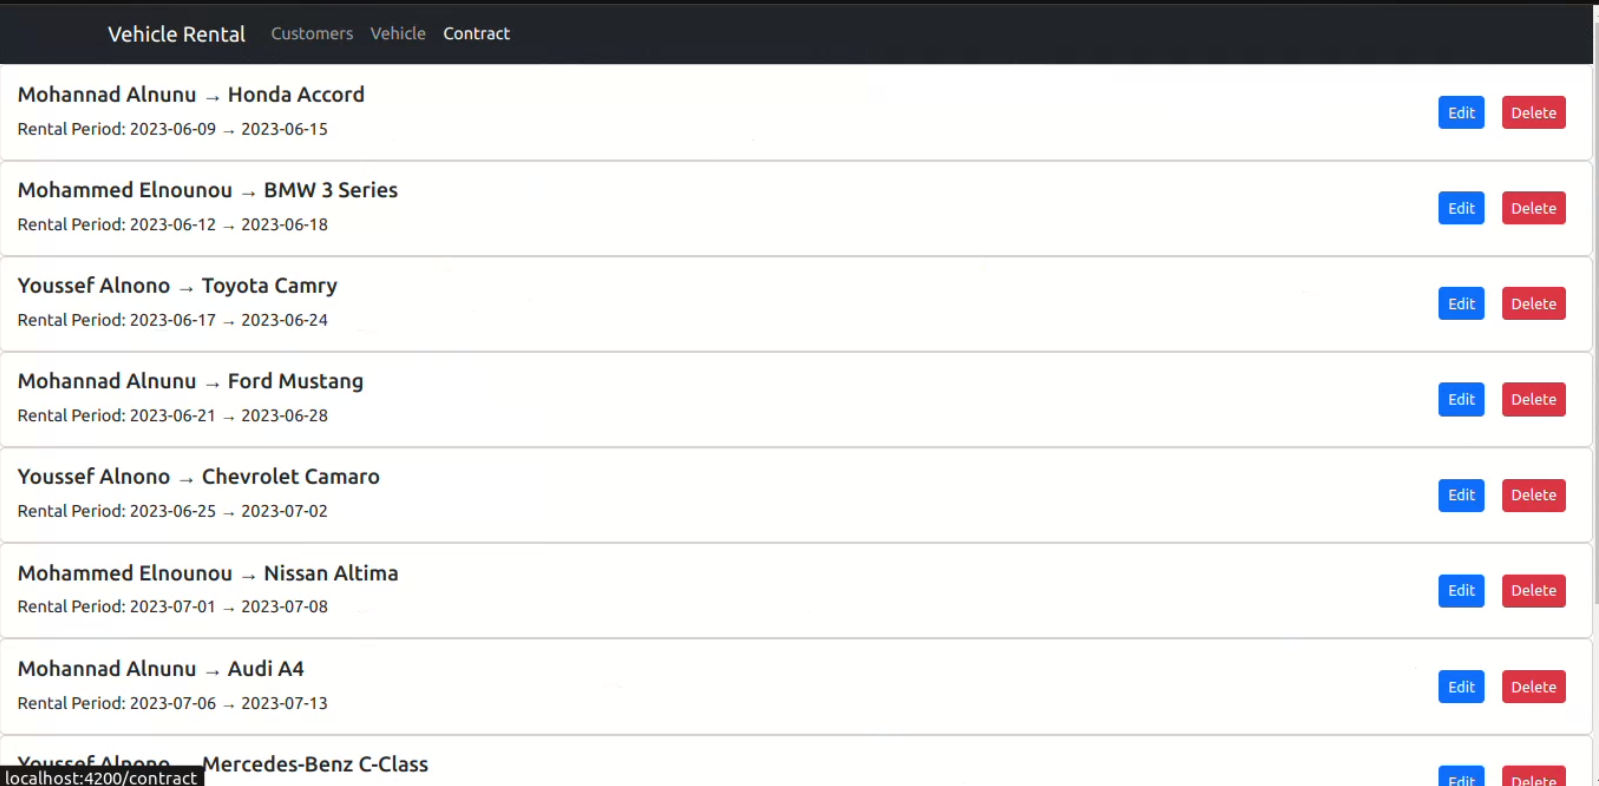 Vehicle Rental Customers Vehicle Contract
Mohannad Alnunu → Honda Accord
Rental Period: 2023-06-09 → 2023-06-15
Edit Delete
Mohammed Elnounou → BMW 3 Series
Rental Period: 2023-06-12 → 2023-06-18
Edit Delete
Youssef Alnono → Toyota Camry
Rental Period: 2023-06-17 → 2023-06-24
Edit Delete
Mohannad Alnunu → Ford Mustang
Rental Period: 2023-06-21 → 2023-06-28
Edit Delete
Youssef Alnono → Chevrolet Camaro
Rental Period: 2023-06-25 → 2023-07-02
Edit Delete
Mohammed Elnounou → Nissan Altima
Rental Period: 2023-07-01 → 2023-07-08
Edit Delete
Mohannad Alnunu → Audi A4
Rental Period: 2023-07-06 → 2023-07-13
Edit Delete
Youssef Alnono → Mercedes-Benz C-Class
Edit Delete
localhost:4200/contract